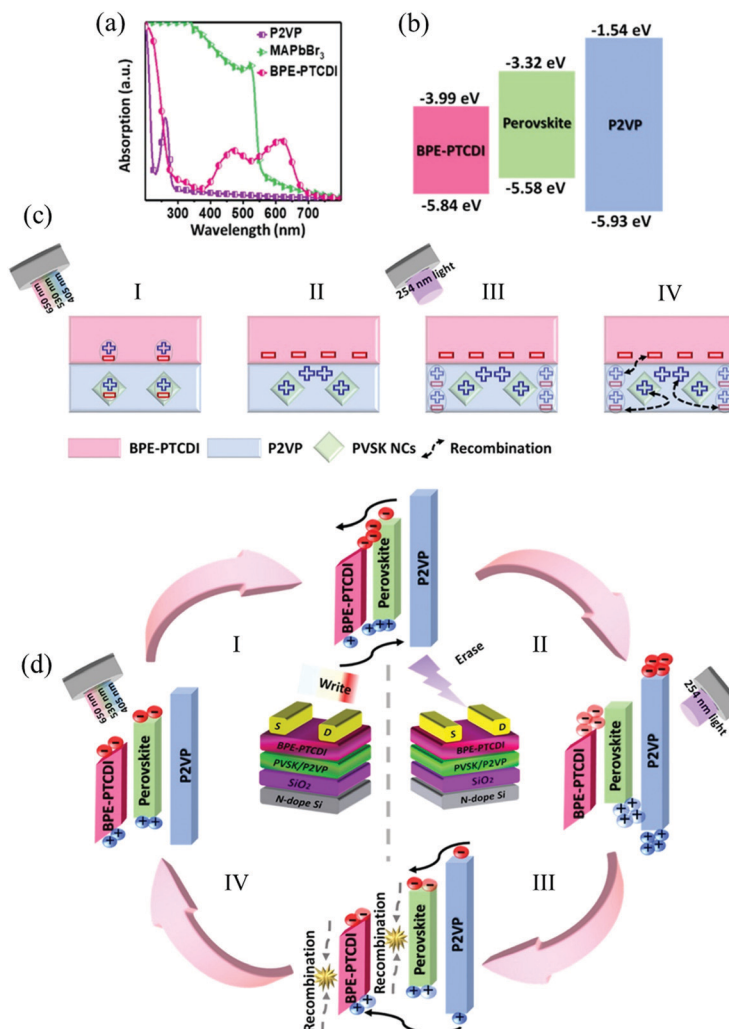 (a)
P2VP
MAPbBr3
BPE-PTCDI
Absorption (a.u.)
300 400 500 600 700
Wavelength (nm)
(b)
-1.54 eV
-3.32 eV
-3.99 eV
BPE-PTCDI
Perovskite
P2VP
-5.84 eV
-5.58 eV
-5.93 eV
(c)
650 nm
530 nm
405 nm
254 nm light
I
II
III
IV
BPE-PTCDI
P2VP
PVSK NCs
Recombination
(d)
BPE-PTCDI
Perovskite
P2VP
I
II
Write
Erase
S
D
BPE-PTCDI
PVSK/P2VP
SiO₂
N-dope Si
S
D
BPE-PTCDI
PVSK/P2VP
SiO₂
N-dope Si
650 nm
530 nm
405 nm
BPE-PTCDI
Perovskite
P2VP
BPE-PTCDI
Perovskite
P2VP
254 nm light
IV
III
Recombination
BPE-PTCDI
Recombination
Perovskite
P2VP